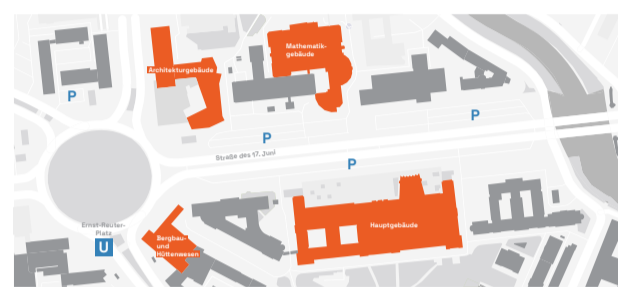 Mathematik-
gebäude
Architekturgebäude
P
P
P
Straße des 17. Juni
P
Ernst-Reuter-
Platz
U
Bergbau-
und
Hüttenwesen
Hauptgebäude